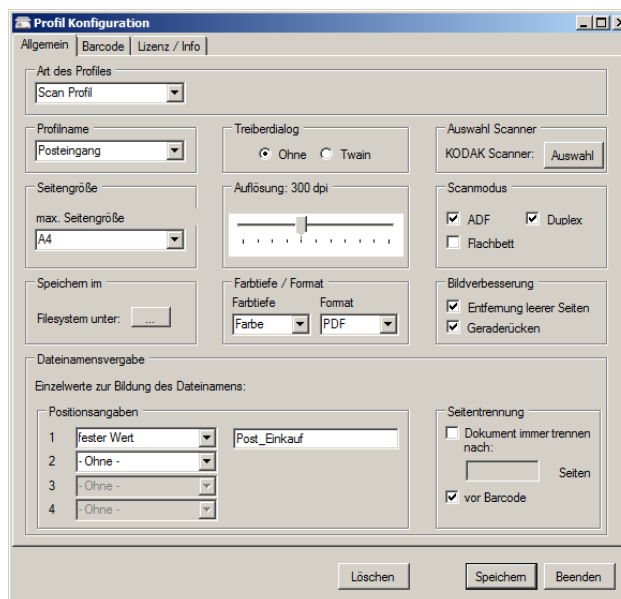 Profil Konfiguration
Allgemein Barcode Lizenz / Info
Art des Profiles
Scan Profil
Profilname Treiberdialog Auswahl Scanner
Posteingang Ohne Twain KODAK Scanner: Auswahl
Seitengröße Auflösung: 300 dpi Scanmodus
max. Seitengröße ADF Duplex
A4 Flachbett
Speichern im Farbtiefe / Format Bildverbesserung
Filesystem unter: ... Farbtiefe Format Entfernung leerer Seiten
Farbe PDF Geraderücken
Dateinamensvergabe
Einzelwerte zur Bildung des Dateinamens:
Positionsangaben Seitentrennung
1 fester Wert Post_Einkauf Dokument immer trennen
2 - Ohne - nach:
3 - Ohne - Seiten
4 - Ohne - vor Barcode
Löschen Speichern Beenden